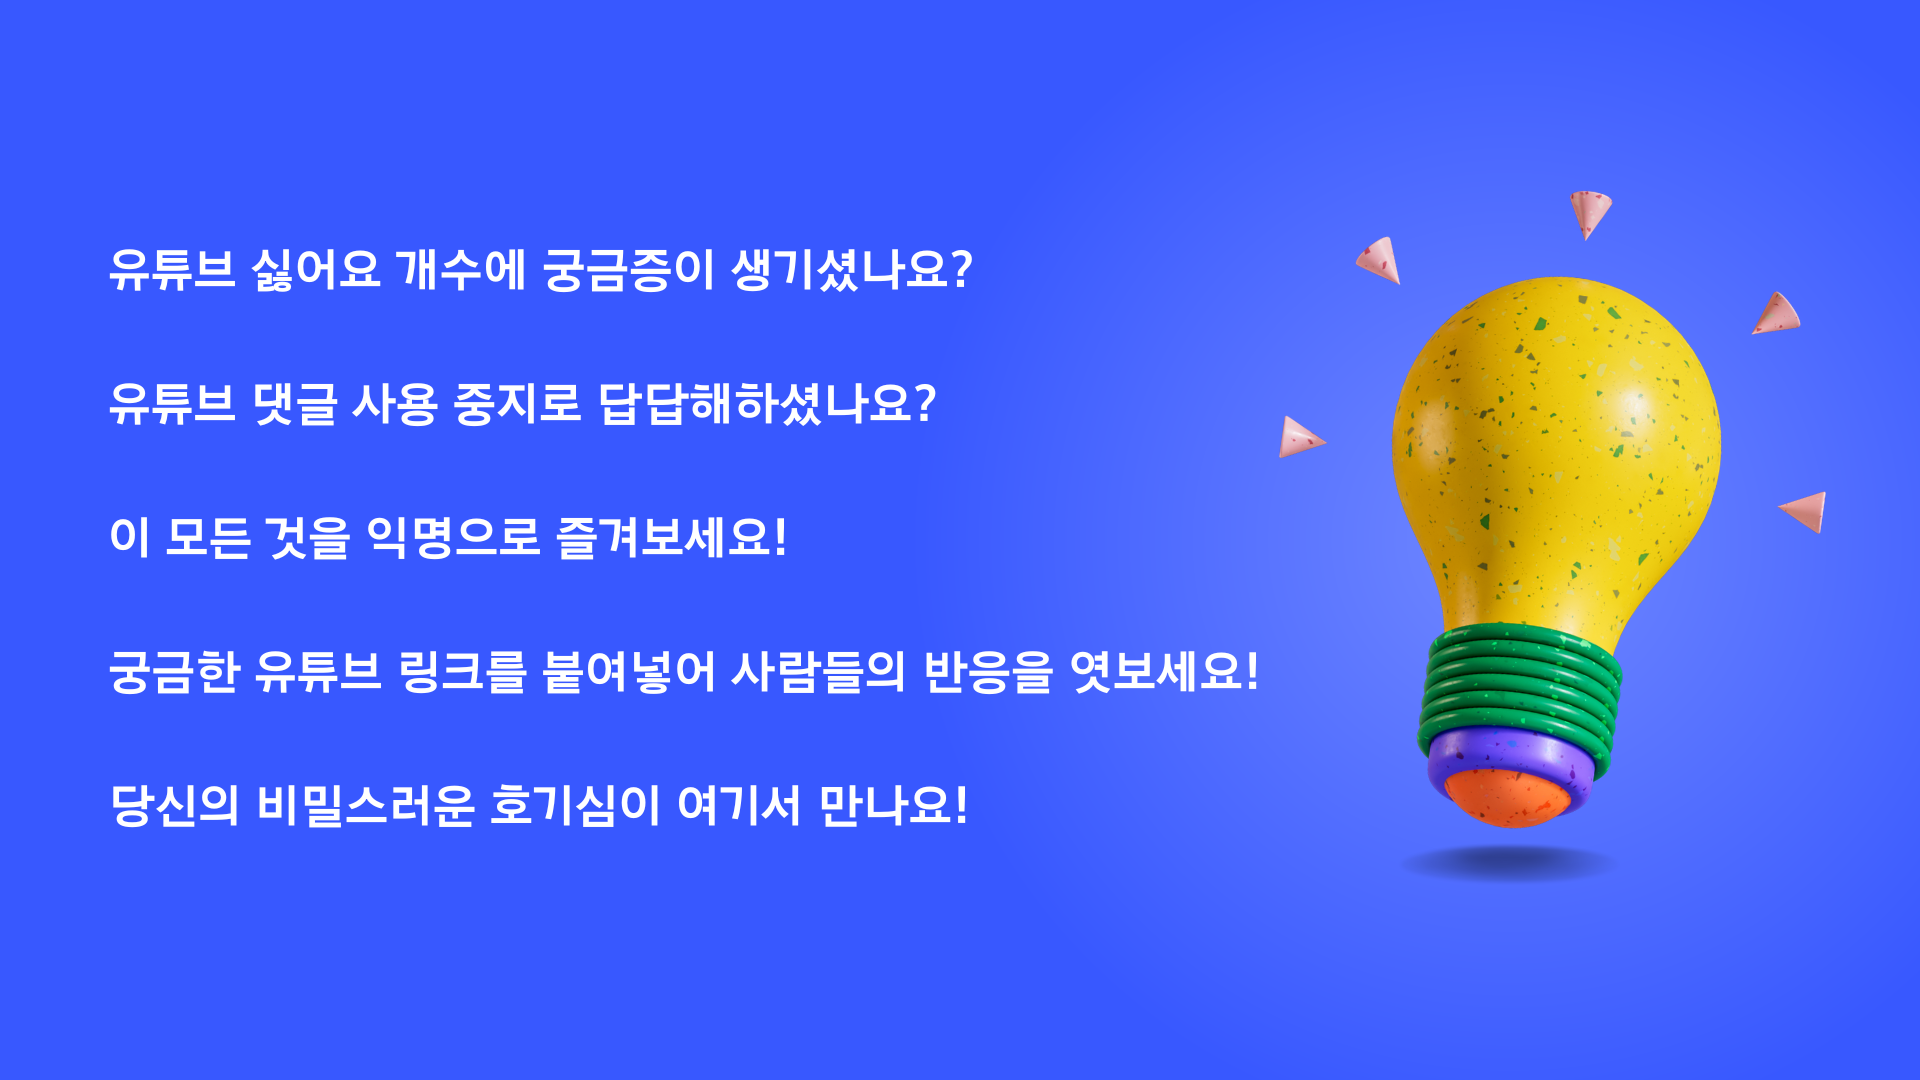 유튜브 싫어요 개수에 궁금증이 생기셨나요?
유튜브 댓글 사용 중지로 답답해하셨나요?
이 모든 것을 익명으로 즐겨보세요!
궁금한 유튜브 링크를 붙여넣어 사람들의 반응을 엿보세요!
당신의 비밀스러운 호기심이 여기서 만나요!